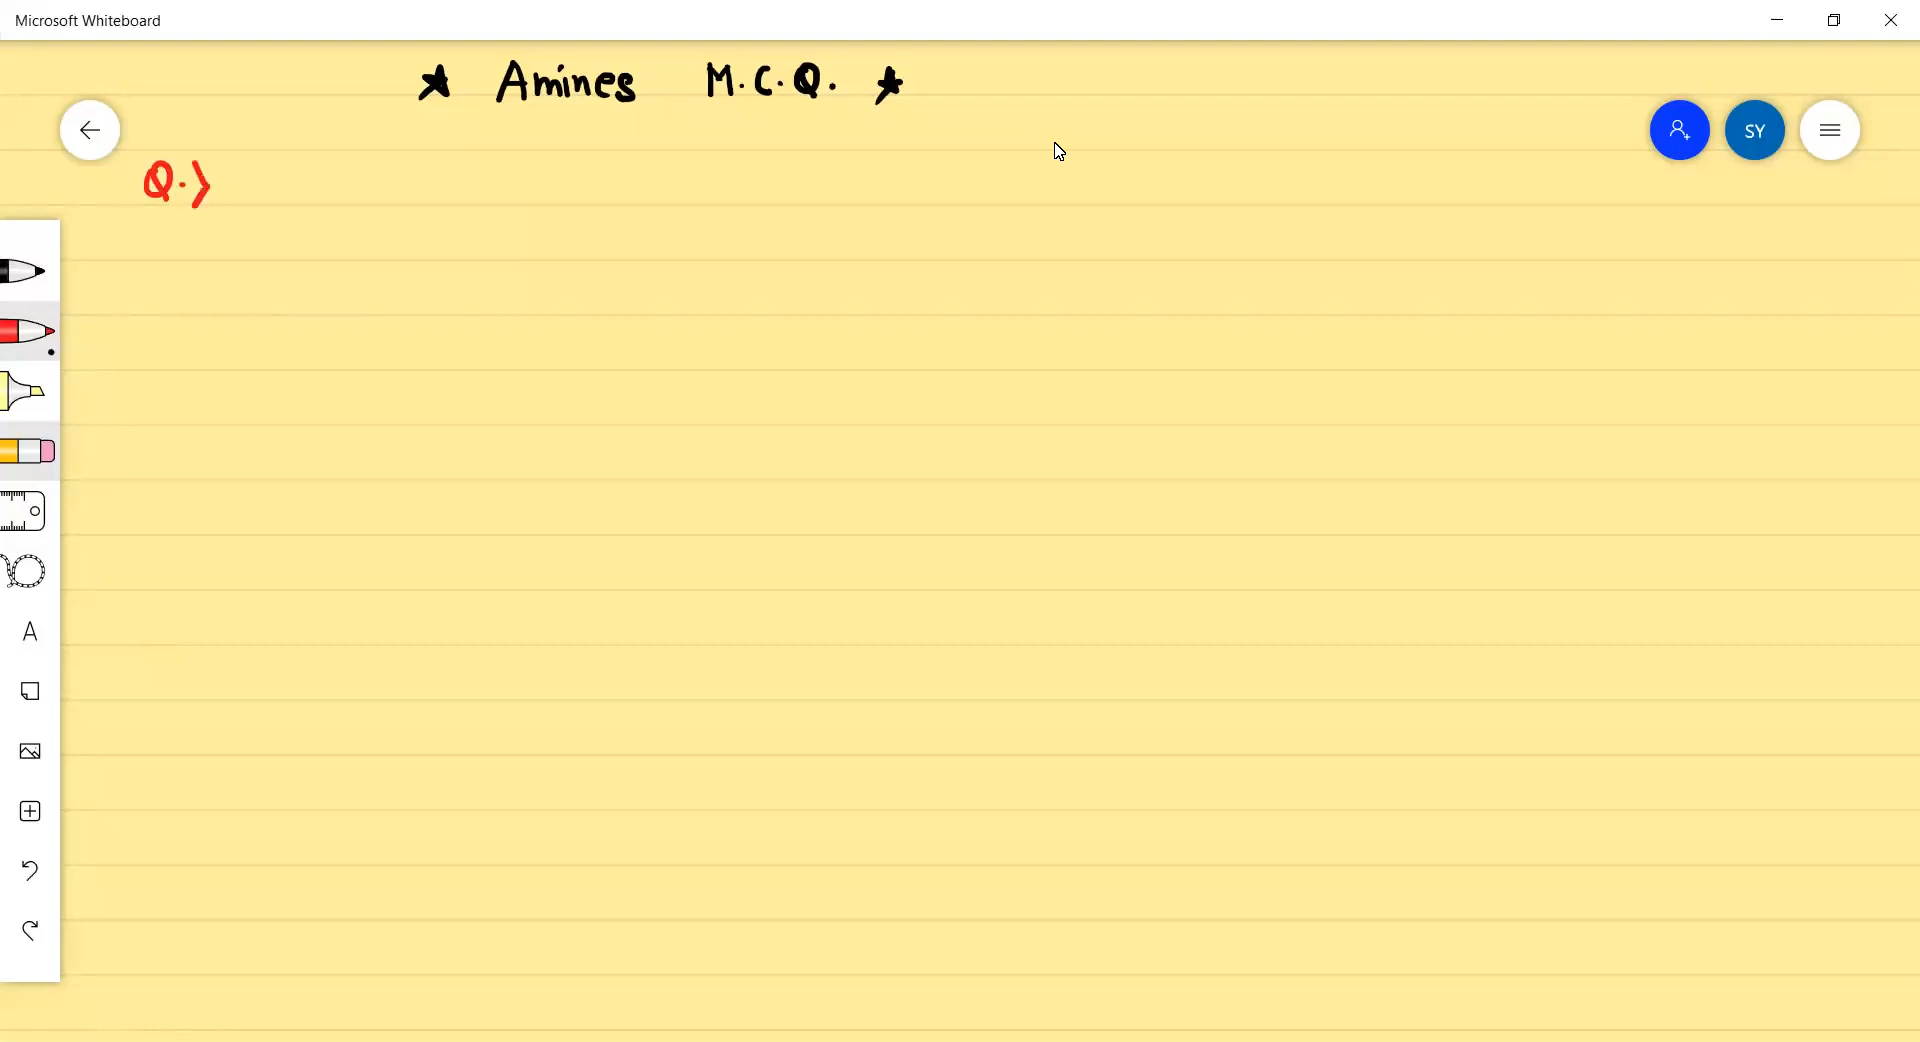 Microsoft Whiteboard
★ Amines M.C.Q. ★
SY
Q.>
A